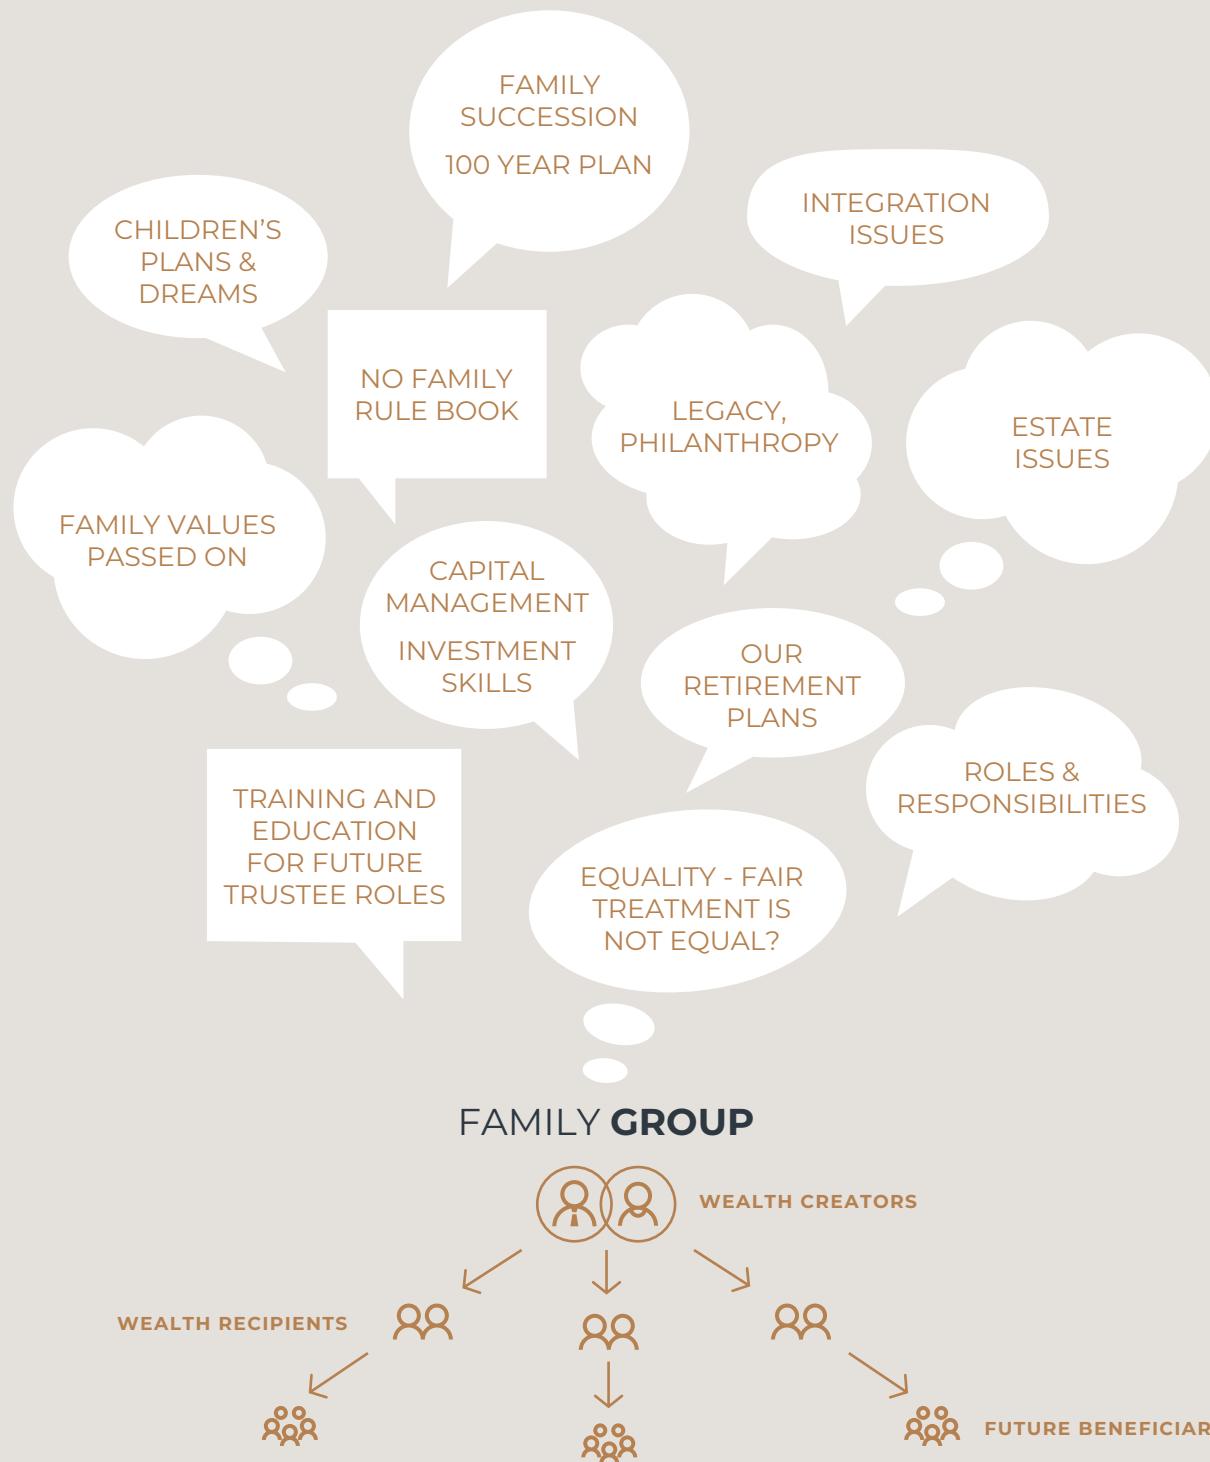 FAMILY
SUCCESSION
100 YEAR PLAN
INTEGRATION
ISSUES
CHILDREN’S
PLANS &
DREAMS
NO FAMILY
RULE BOOK
LEGACY,
PHILANTHROPY
ESTATE
ISSUES
FAMILY VALUES
PASSED ON
CAPITAL
MANAGEMENT
INVESTMENT
SKILLS
OUR
RETIREMENT
PLANS
ROLES &
RESPONSIBILITIES
TRAINING AND
EDUCATION
FOR FUTURE
TRUSTEE ROLES
EQUALITY - FAIR
TREATMENT IS
NOT EQUAL?
FAMILY GROUP
WEALTH CREATORS
WEALTH RECIPIENTS
FUTURE BENEFICIAR